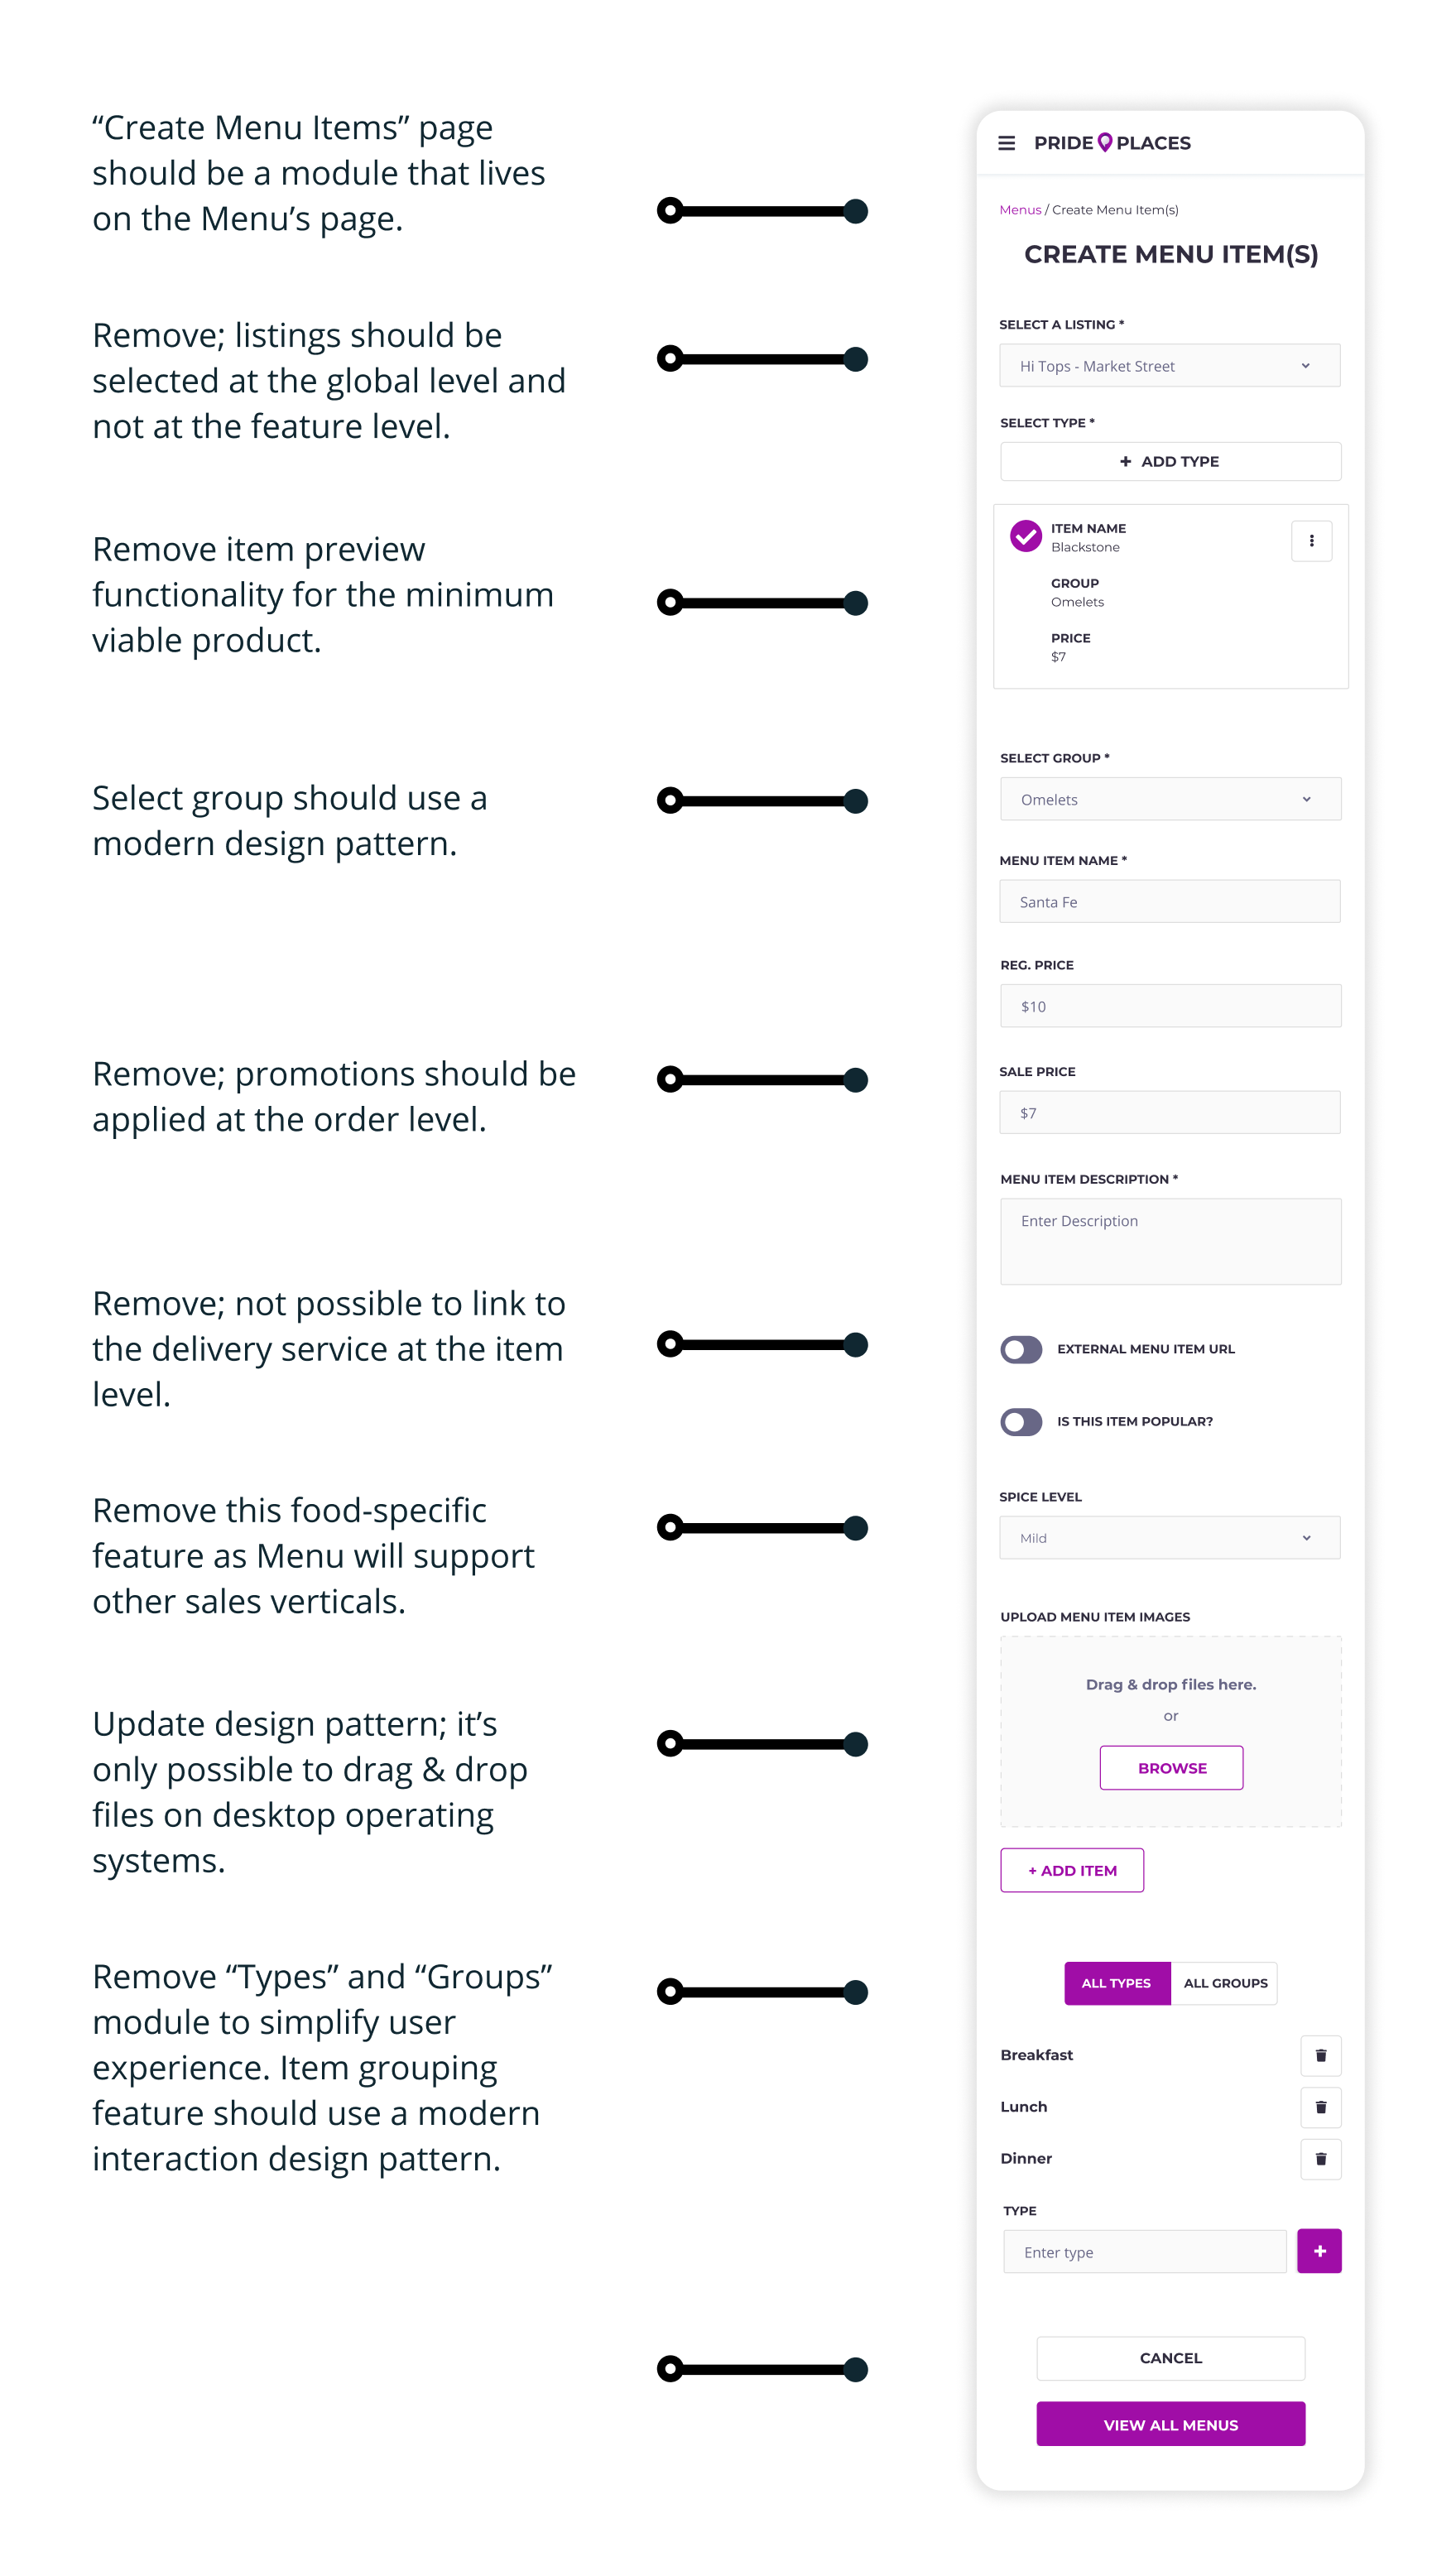 “Create Menu Items” page
should be a module that lives
on the Menu’s page.
Remove; listings should be
selected at the global level and
not at the feature level.
Remove item preview
functionality for the minimum
viable product.
Select group should use a
modern design pattern.
Remove; promotions should be
applied at the order level.
Remove; not possible to link to
the delivery service at the item
level.
Remove this food-specific
feature as Menu will support
other sales verticals.
Update design pattern; it’s
only possible to drag & drop
files on desktop operating
systems.
Remove “Types” and “Groups”
module to simplify user
experience. Item grouping
feature should use a modern
interaction design pattern.
PRIDE PLACES
Menus / Create Menu Item(s)
CREATE MENU ITEM(S)
SELECT A LISTING *
Hi Tops - Market Street
SELECT TYPE *
+ ADD TYPE
ITEM NAME
Blackstone
GROUP
Omelets
PRICE
$7
SELECT GROUP *
Omelets
MENU ITEM NAME *
Santa Fe
REG. PRICE
$10
SALE PRICE
$7
MENU ITEM DESCRIPTION *
Enter Description
EXTERNAL MENU ITEM URL
IS THIS ITEM POPULAR?
SPICE LEVEL
Mild
UPLOAD MENU ITEM IMAGES
Drag & drop files here.
or
BROWSE
+ ADD ITEM
ALL TYPES ALL GROUPS
Breakfast
Lunch
Dinner
TYPE
Enter type
+
CANCEL
VIEW ALL MENUS